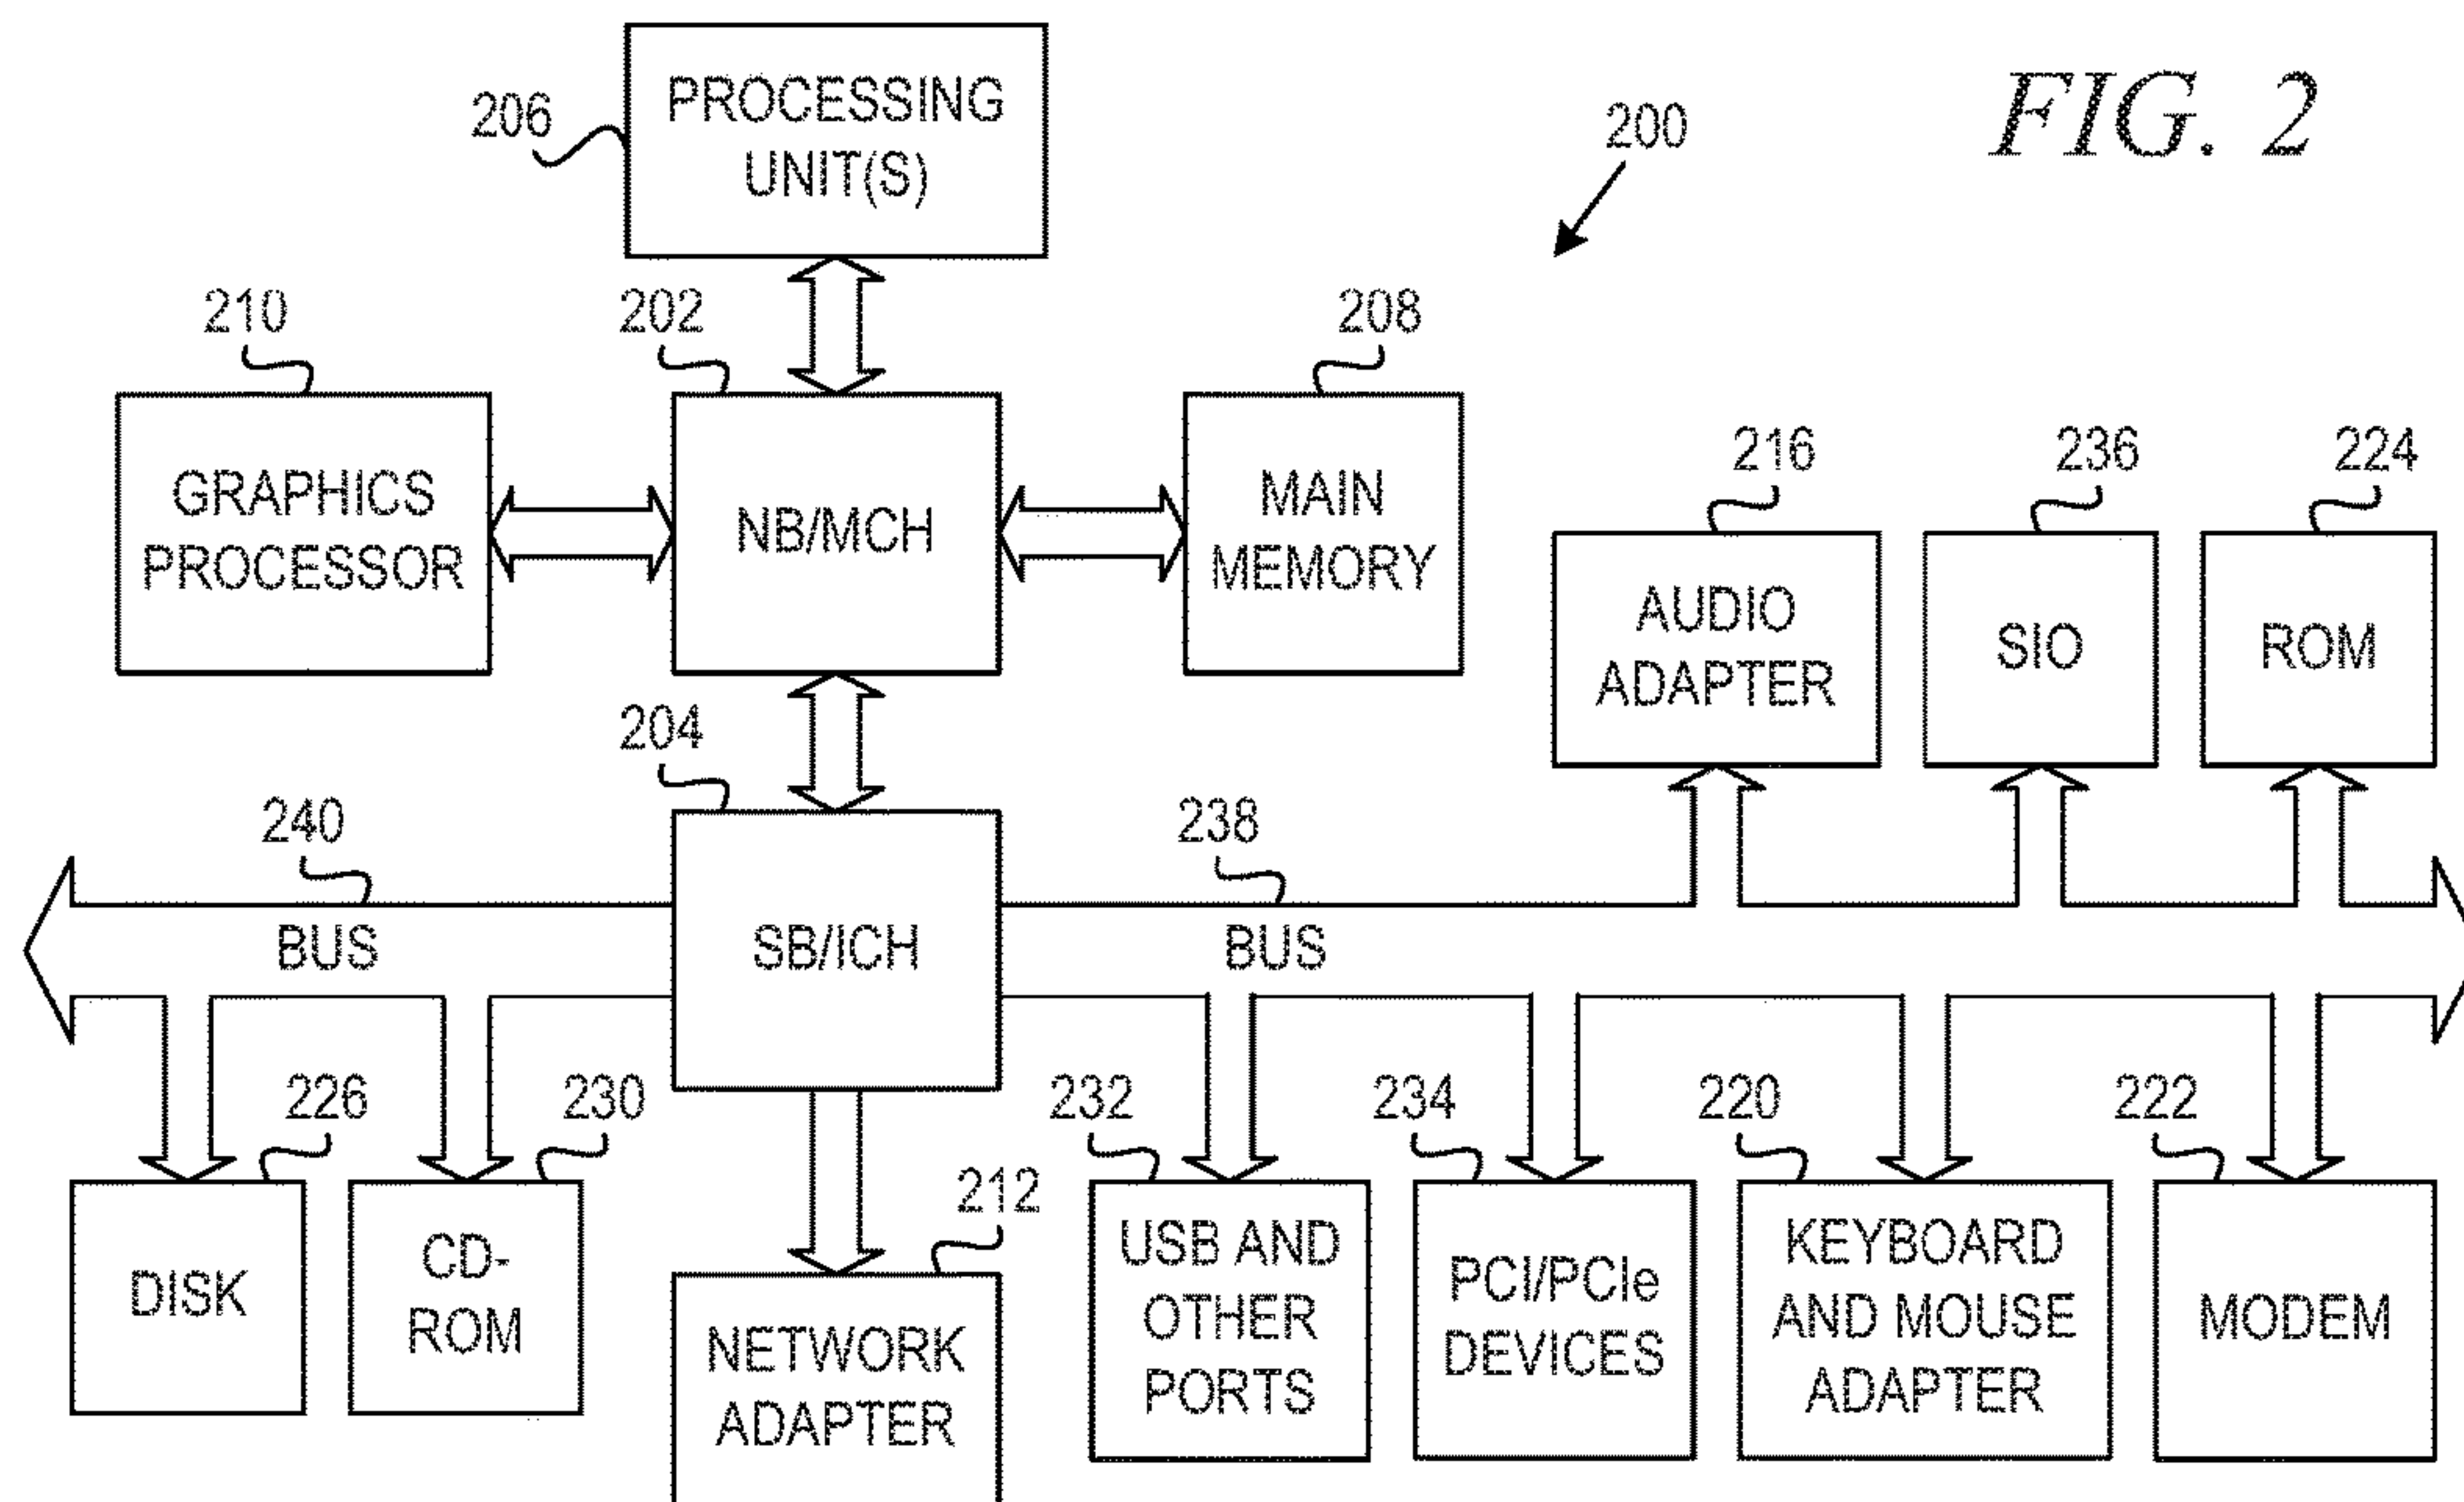 FIG. 2
200
206
PROCESSING
UNIT(S)
210
202
208
GRAPHICS
PROCESSOR
NB/MCH
MAIN
MEMORY
216
236
224
AUDIO
ADAPTER
SIO
ROM
204
240
238
BUS
SB/ICH
BUS
226
230
212
232
234
220
222
DISK
CD-
ROM
NETWORK
ADAPTER
USB AND
OTHER
PORTS
PCI/PCIe
DEVICES
KEYBOARD
AND MOUSE
ADAPTER
MODEM